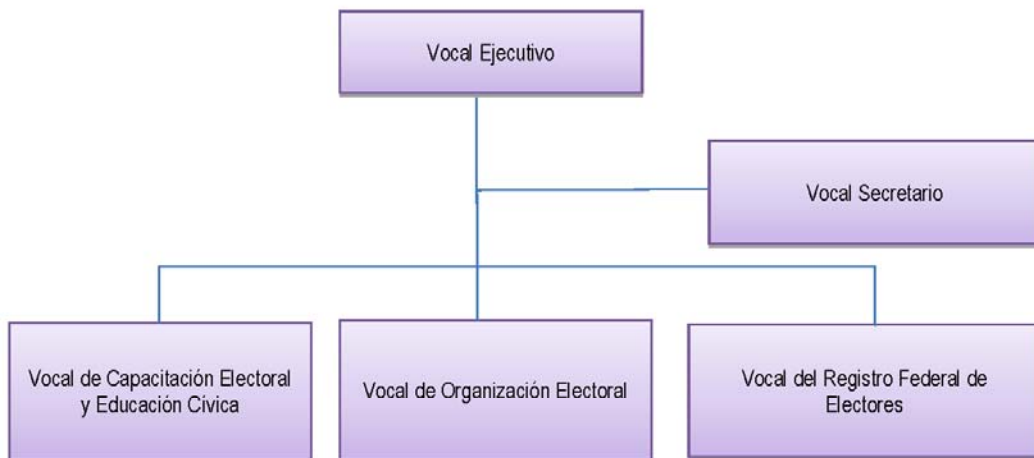 Vocal Ejecutivo
Vocal Secretario
Vocal de Capacitación Electoral
y Educación Cívica
Vocal de Organización Electoral
Vocal del Registro Federal de
Electores